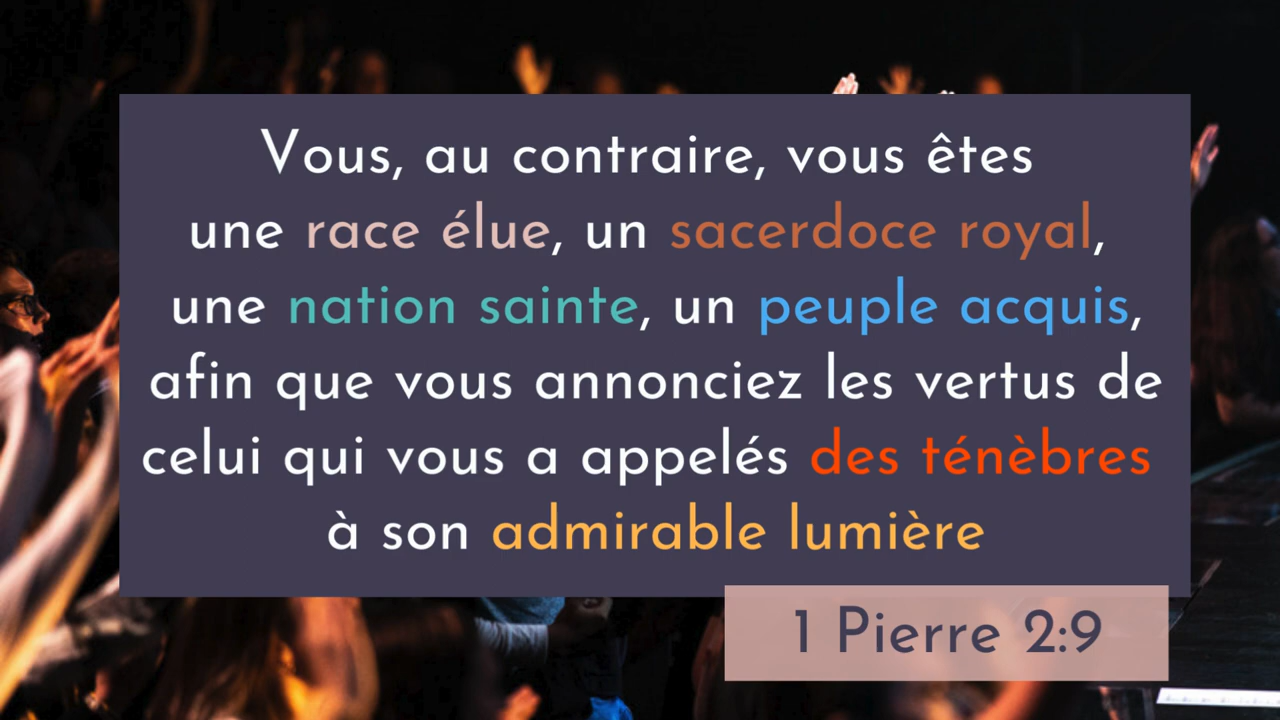 Vous, au contraire, vous êtes
une race élue, un sacerdoce royal,
une nation sainte, un peuple acquis,
afin que vous annonciez les vertus de
celui qui vous a appelés des ténèbres
à son admirable lumière
1 Pierre 2:9